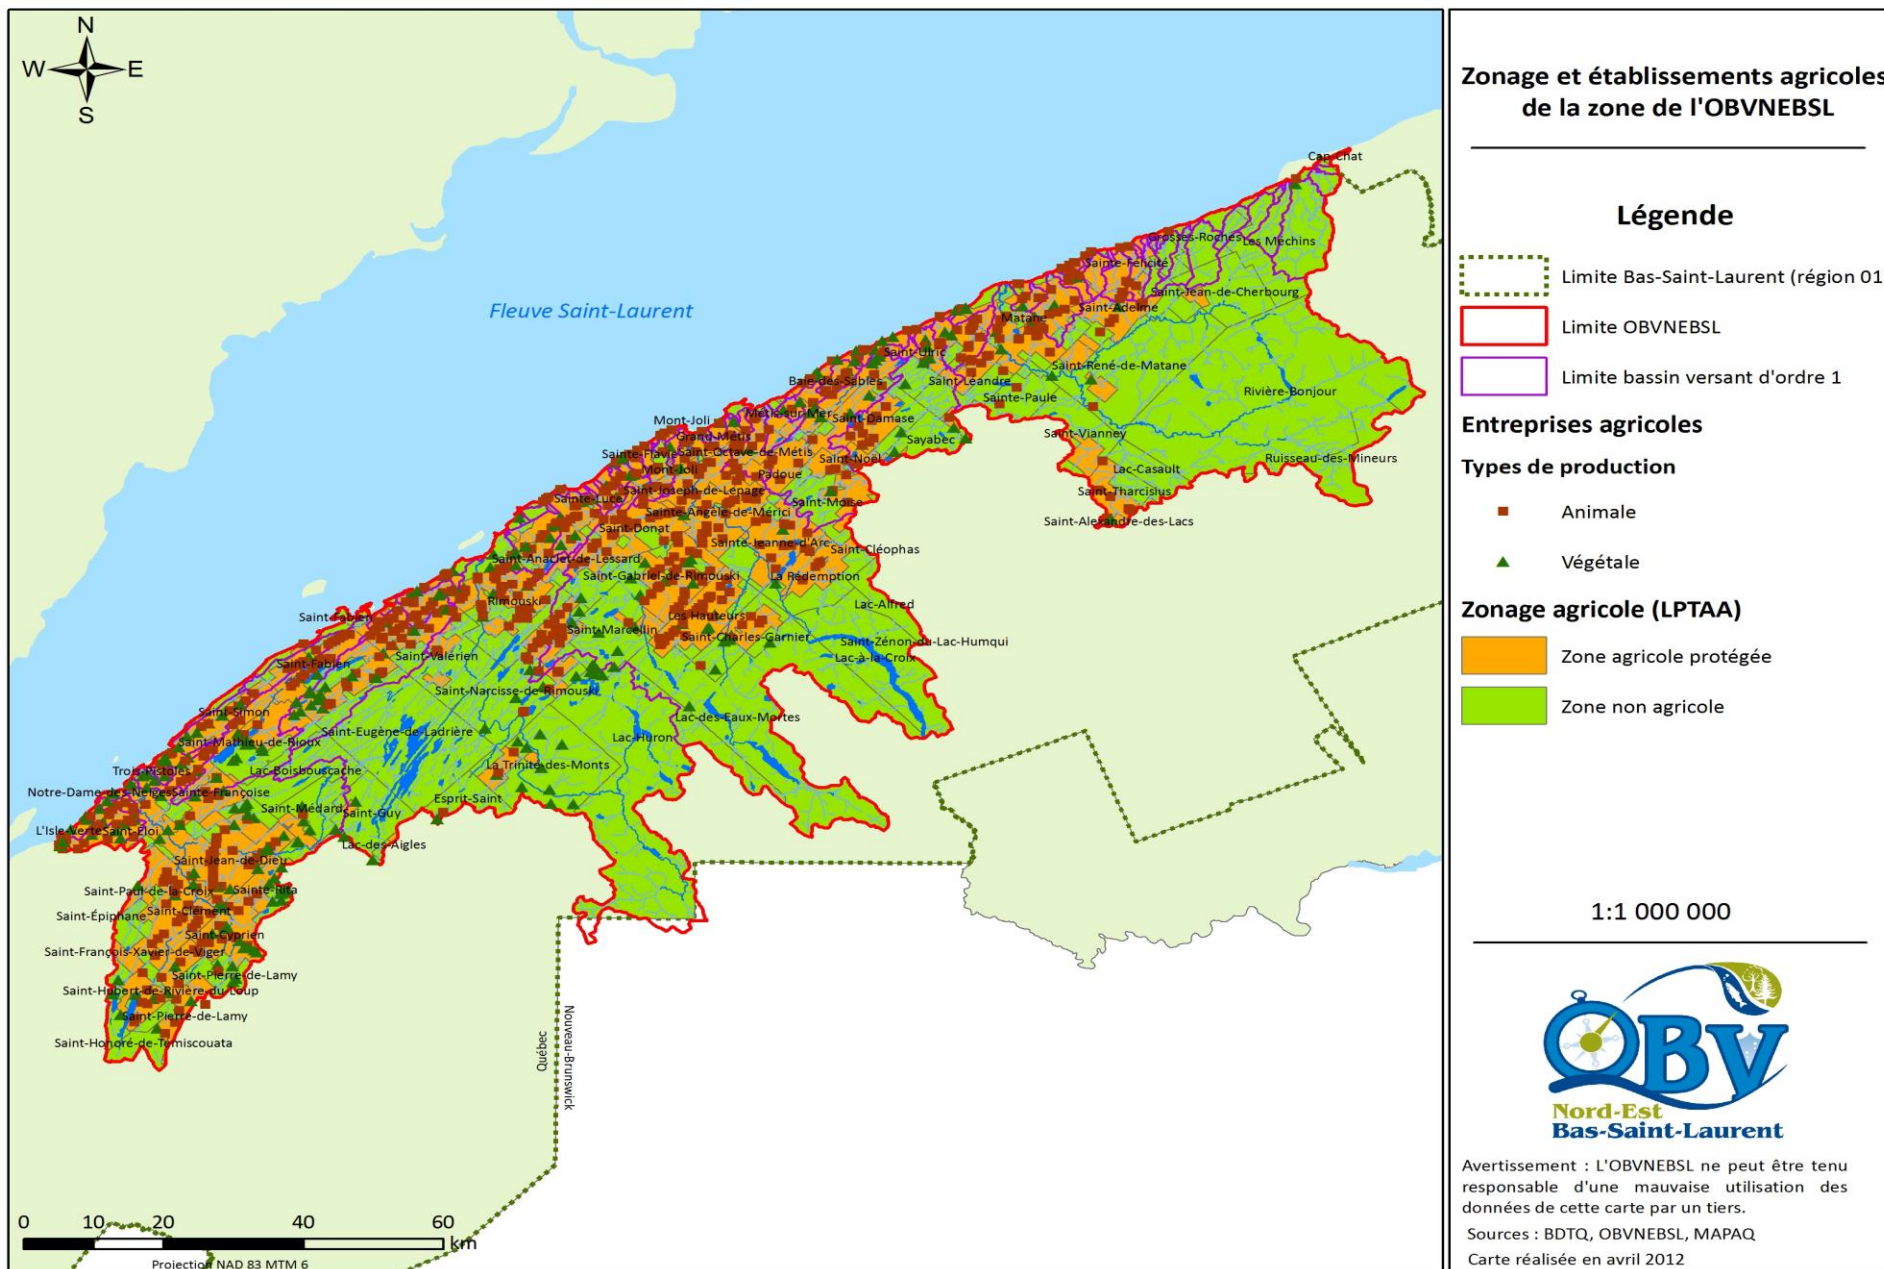 N
W E
S
Fleuve Saint-Laurent
Cap-Chat
Grosses-Roches
Les Méchins
Sainte-Félicité
Saint-Jean-de-Cherbourg
Saint-Adelme
Matane
Saint-Ulric
Saint-René-de-Matane
Saint-Léandre
Baie-des-Sables
Rivière-Bonjour
Sainte-Paule
Métis-sur-Mer
Saint-Damase
Mont-Joli
Grand-Métis
Saint-Vianney
Sayabec
Sainte-Flavie
Saint-Octave-de-Métis
Saint-Noël
Ruisseau-des-Mineurs
Mont-Joli
Padoue
Lac-Casault
Saint-Joseph-de-Lepage
Saint-Tharcisius
Sainte-Luce
Saint-Moïse
Sainte-Angèle-de-Mérici
Saint-Alexandre-des-Lacs
Saint-Donat
Sainte-Jeanne-d'Arc
Saint-Cléophas
Saint-Anaclet-de-Lessard
Saint-Gabriel-de-Rimouski
La Rédemption
Rimouski
Lac-Alfred
Saint-Fabien
Les Hauteurs
Saint-Marcellin
Saint-Charles-Garnier
Saint-Zénon-du-Lac-Humqui
Saint-Valérien
Lac-à-la-Croix
Saint-Fabien
Saint-Narcisse-de-Rimouski
Saint-Simon
Lac-des-Eaux-Mortes
Saint-Eugène-de-Ladrière
Lac-Huron
Saint-Mathieu-de-Rioux
La Trinité-des-Monts
Trois-Pistoles
Lac-Boisbouscache
Notre-Dame-des-Neiges
Sainte-Françoise
Esprit-Saint
Saint-Médard
Saint-Guy
L'Isle-Verte
Saint-Éloi
Lac-des-Aigles
Saint-Jean-de-Dieu
Saint-Paul-de-la-Croix
Sainte-Rita
Saint-Clément
Saint-Épiphane
Saint-Cyprien
Saint-François-Xavier-de-Viger
Saint-Pierre-de-Lamy
Saint-Hubert-de-Rivière-du-Loup
Saint-Pierre-de-Lamy
Saint-Honoré-de-Témiscouata
Québec
Nouveau-Brunswick
0 10 20 40 60
km
Projection NAD 83 MTM 6
Zonage et établissements agricoles
de la zone de l'OBVNEBSL
Légende
Limite Bas-Saint-Laurent (région 01
Limite OBVNEBSL
Limite bassin versant d'ordre 1
Entreprises agricoles
Types de production
Animale
Végétale
Zonage agricole (LPTAA)
Zone agricole protégée
Zone non agricole
1:1 000 000
OBV
Nord-Est
Bas-Saint-Laurent
Avertissement : L'OBVNEBSL ne peut être tenu
responsable d'une mauvaise utilisation des
données de cette carte par un tiers.
Sources : BDTQ, OBVNEBSL, MAPAQ
Carte réalisée en avril 2012